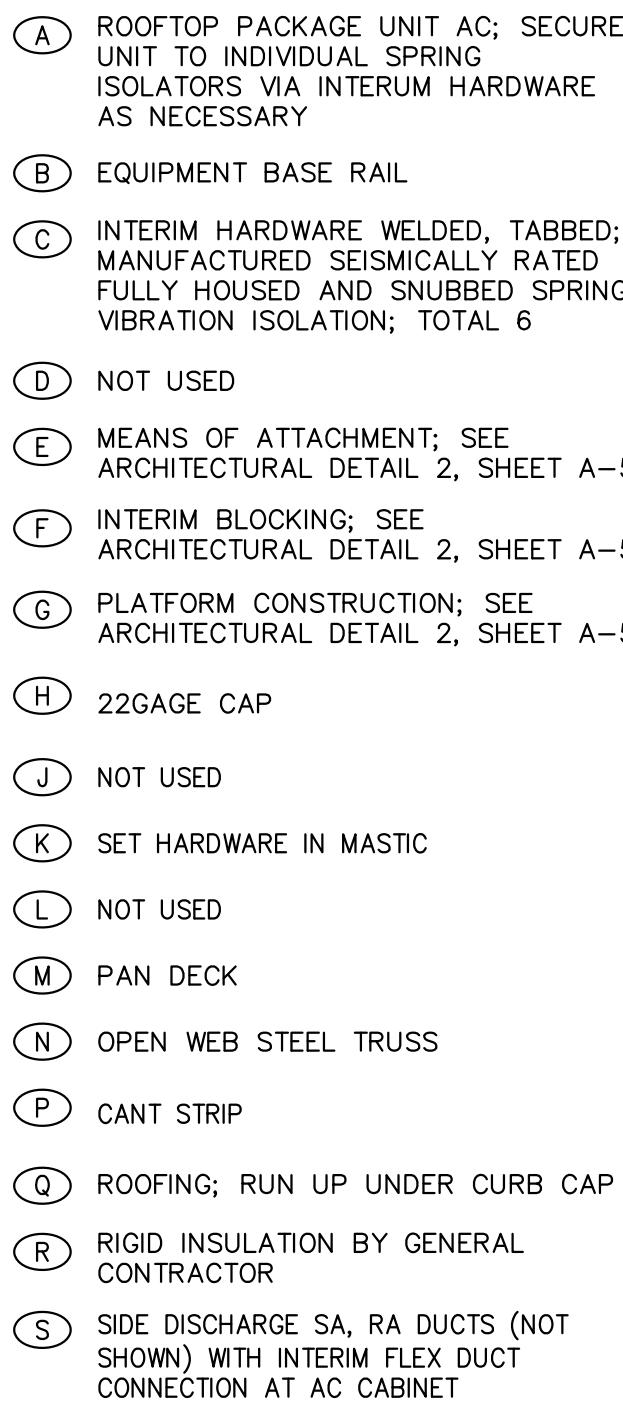 A ROOFTOP PACKAGE UNIT AC; SECURE
UNIT TO INDIVIDUAL SPRING
ISOLATORS VIA INTERUM HARDWARE
AS NECESSARY
B EQUIPMENT BASE RAIL
C INTERIM HARDWARE WELDED, TABBED;
MANUFACTURED SEISMICALLY RATED
FULLY HOUSED AND SNUBBED SPRING
VIBRATION ISOLATION; TOTAL 6
D NOT USED
E MEANS OF ATTACHMENT; SEE
ARCHITECTURAL DETAIL 2, SHEET A-5
F INTERIM BLOCKING; SEE
ARCHITECTURAL DETAIL 2, SHEET A-5
G PLATFORM CONSTRUCTION; SEE
ARCHITECTURAL DETAIL 2, SHEET A-5
H 22GAGE CAP
J NOT USED
K SET HARDWARE IN MASTIC
L NOT USED
M PAN DECK
N OPEN WEB STEEL TRUSS
P CANT STRIP
Q ROOFING; RUN UP UNDER CURB CAP
R RIGID INSULATION BY GENERAL
CONTRACTOR
S SIDE DISCHARGE SA, RA DUCTS (NOT
SHOWN) WITH INTERIM FLEX DUCT
CONNECTION AT AC CABINET